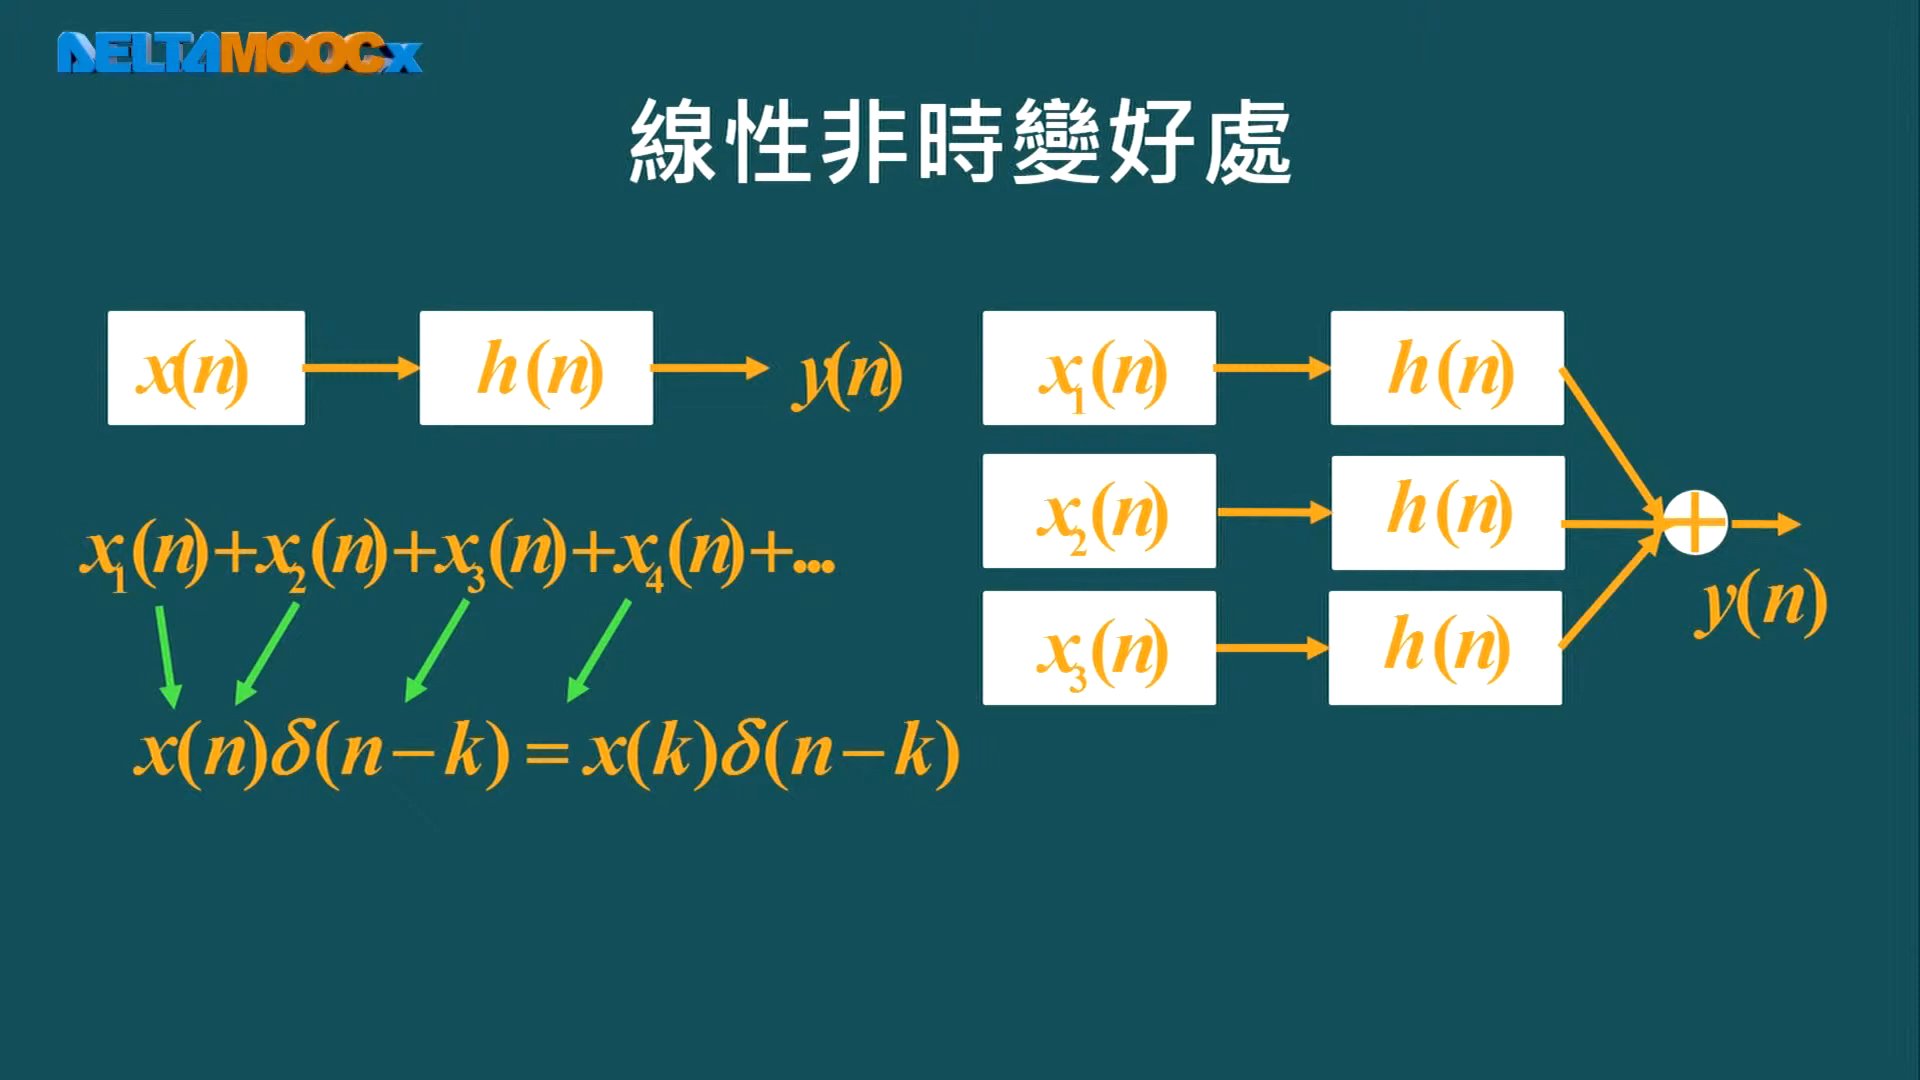 DELTAMOOCx
線性非時變好處
x(n) h(n) y(n)
x₁(n)+x₂(n)+x₃(n)+x₄(n)+...
x(n)δ(n−k)=x(k)δ(n−k)
x₁(n) h(n)
x₂(n) h(n)
x₃(n) h(n)
y(n)